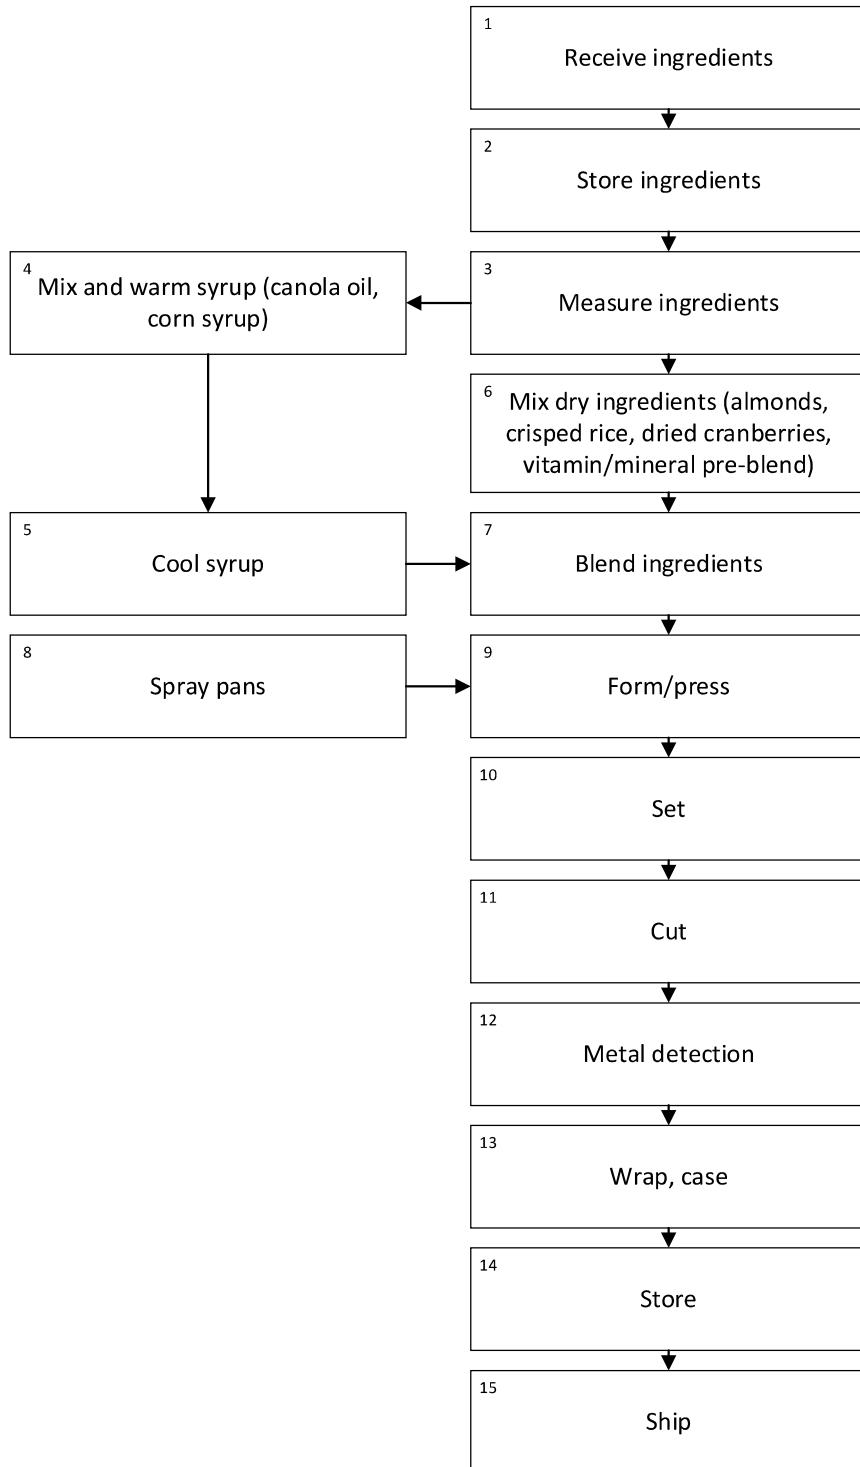 1
Receive ingredients
2
Store ingredients
3
Measure ingredients
4
Mix and warm syrup (canola oil,
corn syrup)
5
Cool syrup
6
Mix dry ingredients (almonds,
crisped rice, dried cranberries,
vitamin/mineral pre-blend)
7
Blend ingredients
8
Spray pans
9
Form/press
10
Set
11
Cut
12
Metal detection
13
Wrap, case
14
Store
15
Ship